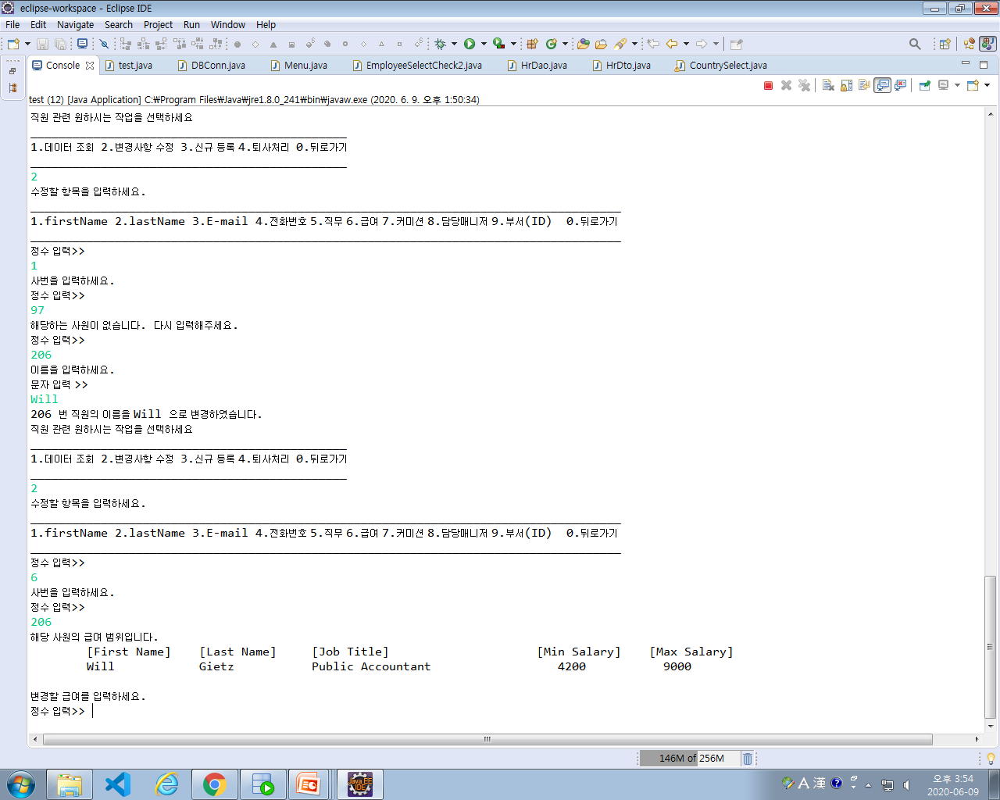 eclipse-workspace - Eclipse IDE
File Edit Navigate Search Project Run Window Help
Console test.java DBConn.java Menu.java EmployeeSelectCheck2.java HrDao.java HrDto.java CountrySelect.java
test (12) [Java Application] C:₩Program Files₩Java₩jre1.8.0_241₩bin₩javaw.exe (2020. 6. 9. 오후 1:50:34)
직원 관련 원하시는 작업을 선택하세요
_____________________________________________
1.데이터 조회 2.변경사항 수정 3.신규 등록 4.퇴사처리 0.뒤로가기
_____________________________________________
2
수정할 항목을 입력하세요.
____________________________________________________________________________________
1.firstName 2.lastName 3.E-mail 4.전화번호 5.직무 6.급여 7.커미션 8.담당매니저 9.부서(ID)  0.뒤로가기
____________________________________________________________________________________
정수 입력>>
1
사번을 입력하세요.
정수 입력>>
97
해당하는 사원이 없습니다. 다시 입력해주세요.
정수 입력>>
206
이름을 입력하세요.
문자 입력 >>
Will
206 번 직원의 이름을 Will 으로 변경하였습니다.
직원 관련 원하시는 작업을 선택하세요
_____________________________________________
1.데이터 조회 2.변경사항 수정 3.신규 등록 4.퇴사처리 0.뒤로가기
_____________________________________________
2
수정할 항목을 입력하세요.
____________________________________________________________________________________
1.firstName 2.lastName 3.E-mail 4.전화번호 5.직무 6.급여 7.커미션 8.담당매니저 9.부서(ID)  0.뒤로가기
____________________________________________________________________________________
정수 입력>>
6
사번을 입력하세요.
정수 입력>>
206
해당 사원의 급여 범위입니다.
[First Name] [Last Name] [Job Title] [Min Salary] [Max Salary]
Will Gietz Public Accountant 4200 9000
변경할 급여를 입력하세요.
정수 입력>>
146M of 256M
Java EE IDE
A 漢
오후 3:54
2020-06-09